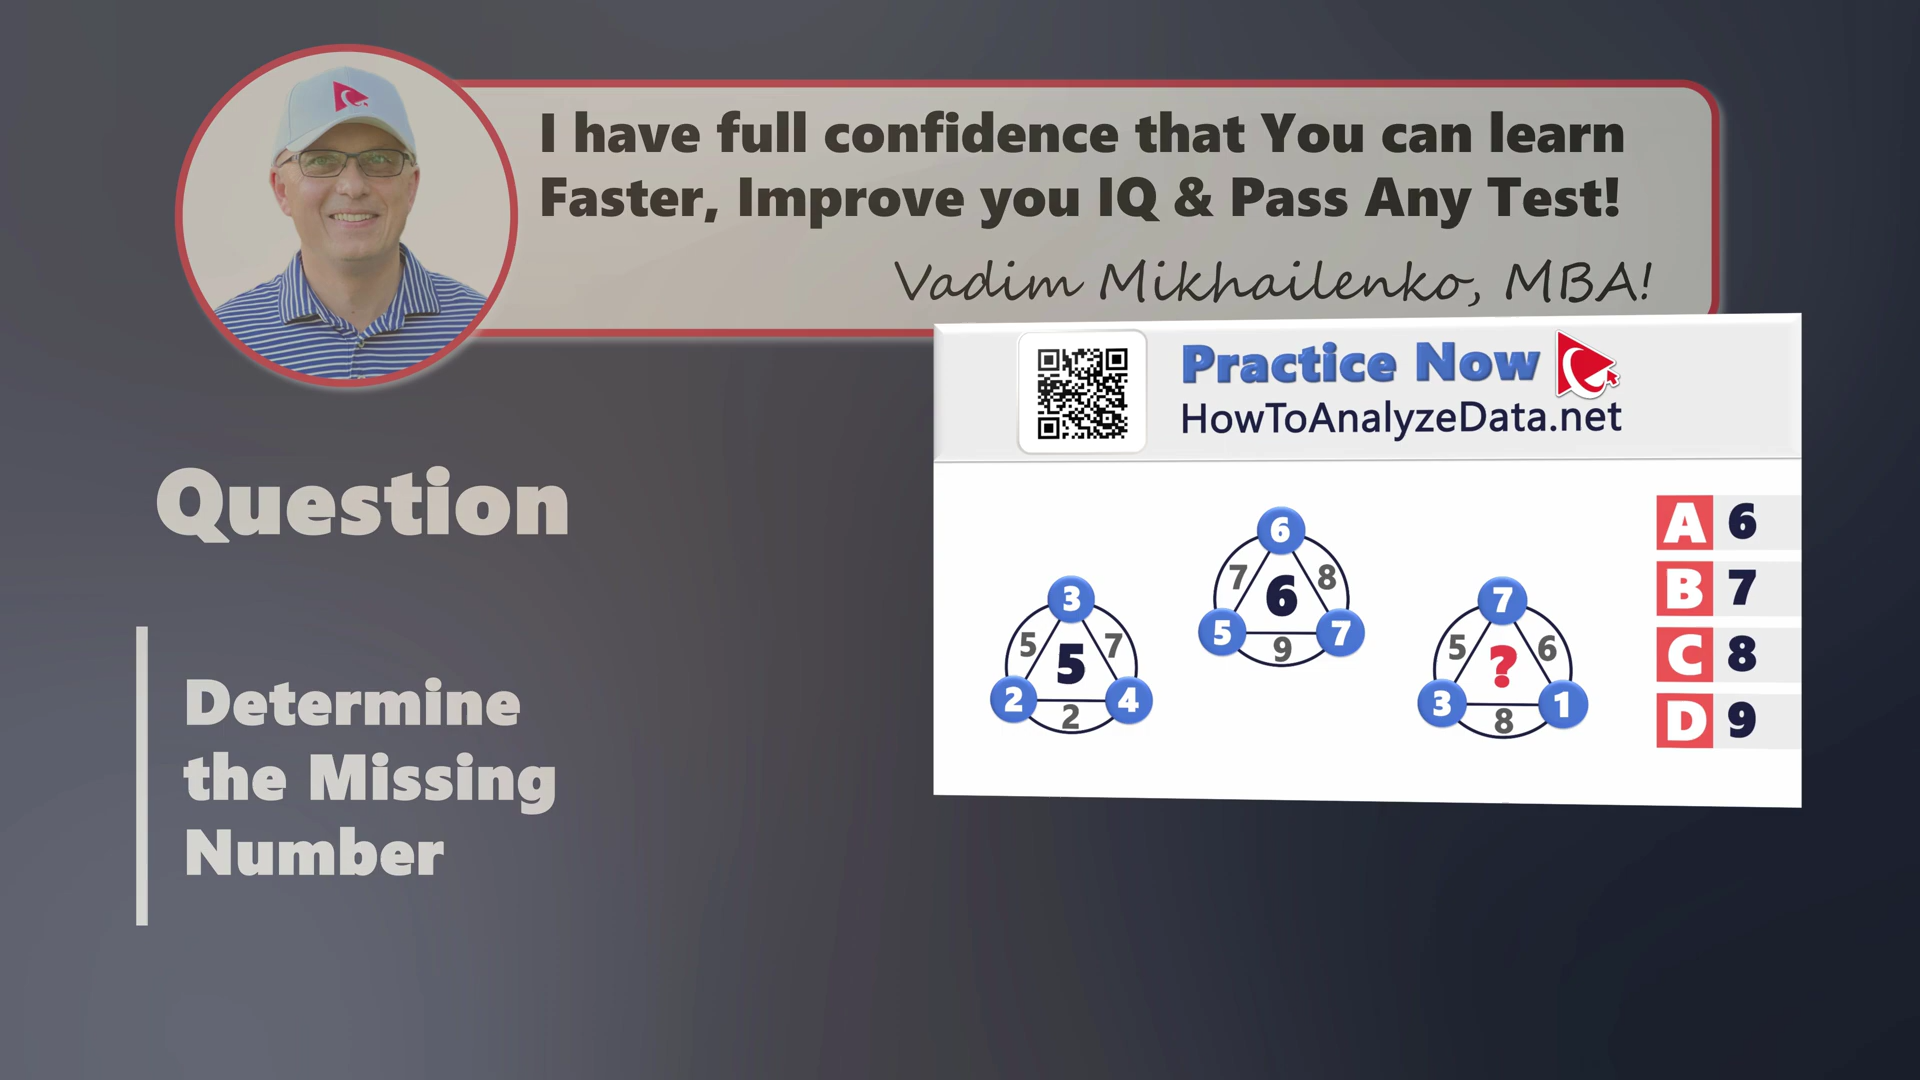 I have full confidence that You can learn
Faster, Improve you IQ & Pass Any Test!
Vadim Mikhailenko, MBA!
Practice Now
HowToAnalyzeData.net
Question
Determine
the Missing
Number
3
5
7
5
2
4
2
6
7
8
6
5
7
9
7
5
6
?
3
1
8
A 6
B 7
C 8
D 9